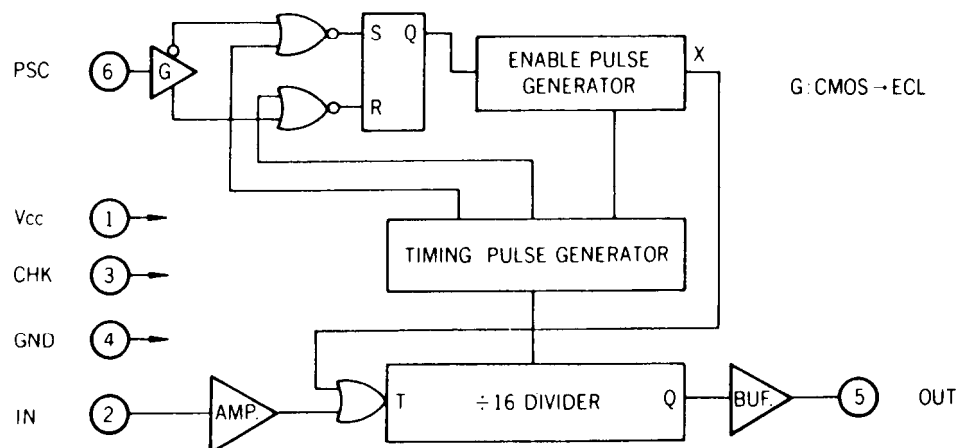 S Q
ENABLE PULSE
GENERATOR
X
PSC 6 G
G: CMOS → ECL
R
Vcc 1
TIMING PULSE GENERATOR
CHK 3
GND 4
IN 2 AMP. T ÷16 DIVIDER Q BUF. 5 OUT